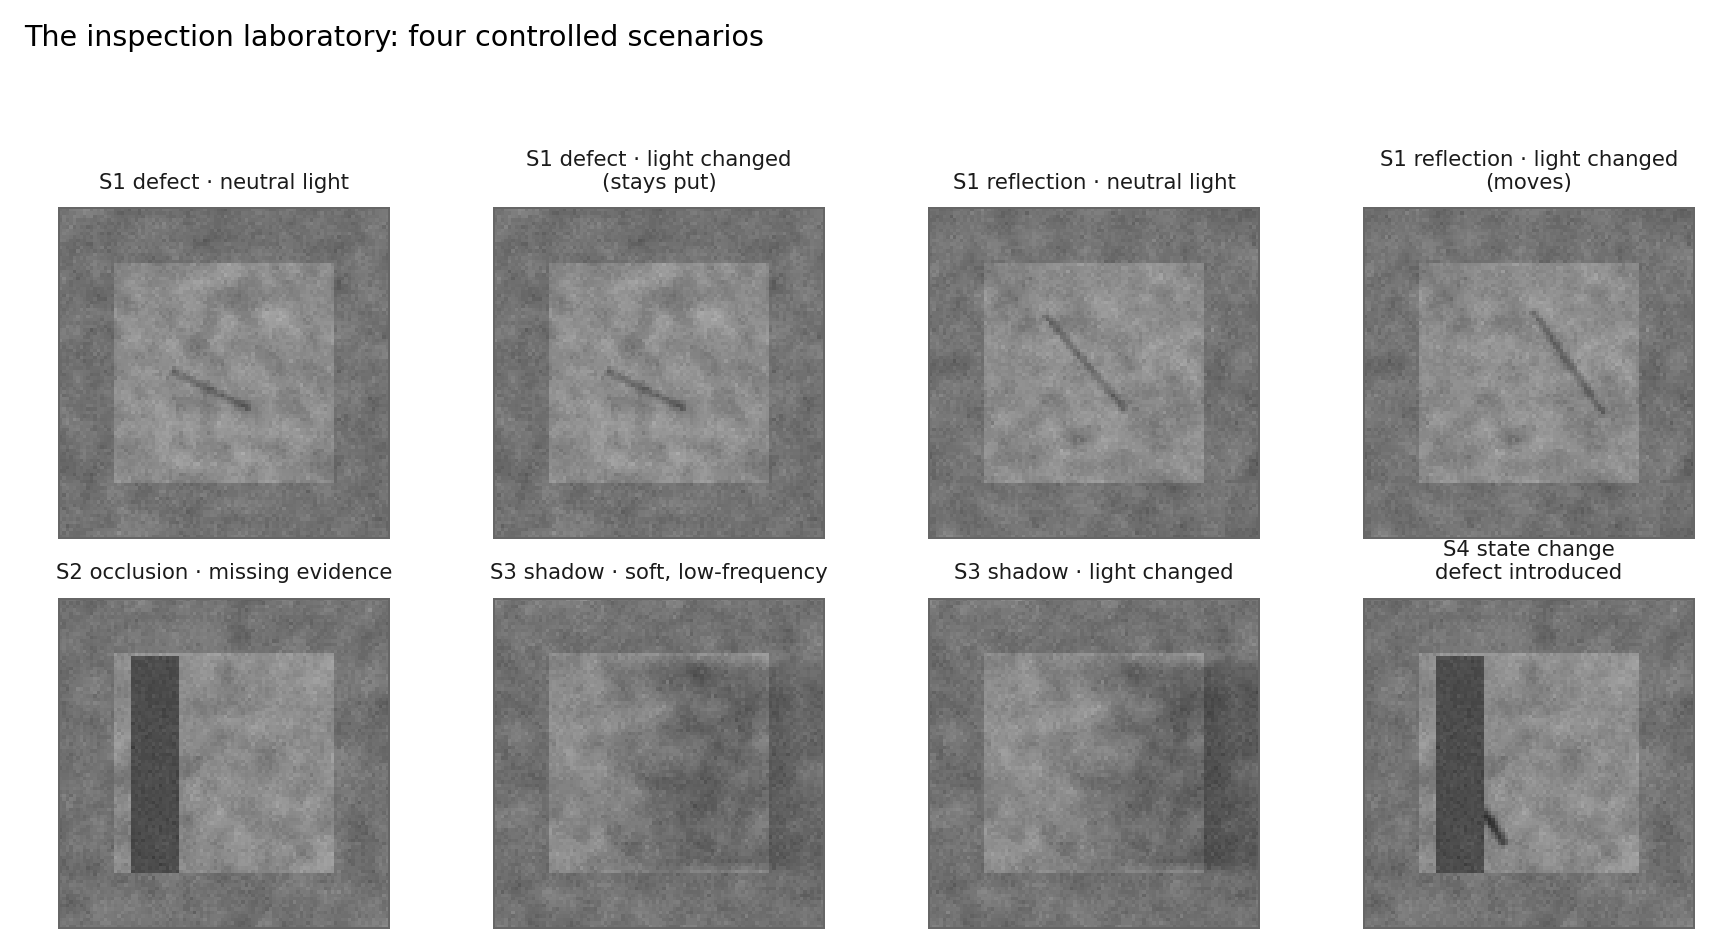 The inspection laboratory: four controlled scenarios
S1 defect · neutral light
S1 defect · light changed
(stays put)
S1 reflection · neutral light
S1 reflection · light changed
(moves)
S2 occlusion · missing evidence
S3 shadow · soft, low-frequency
S3 shadow · light changed
S4 state change
defect introduced